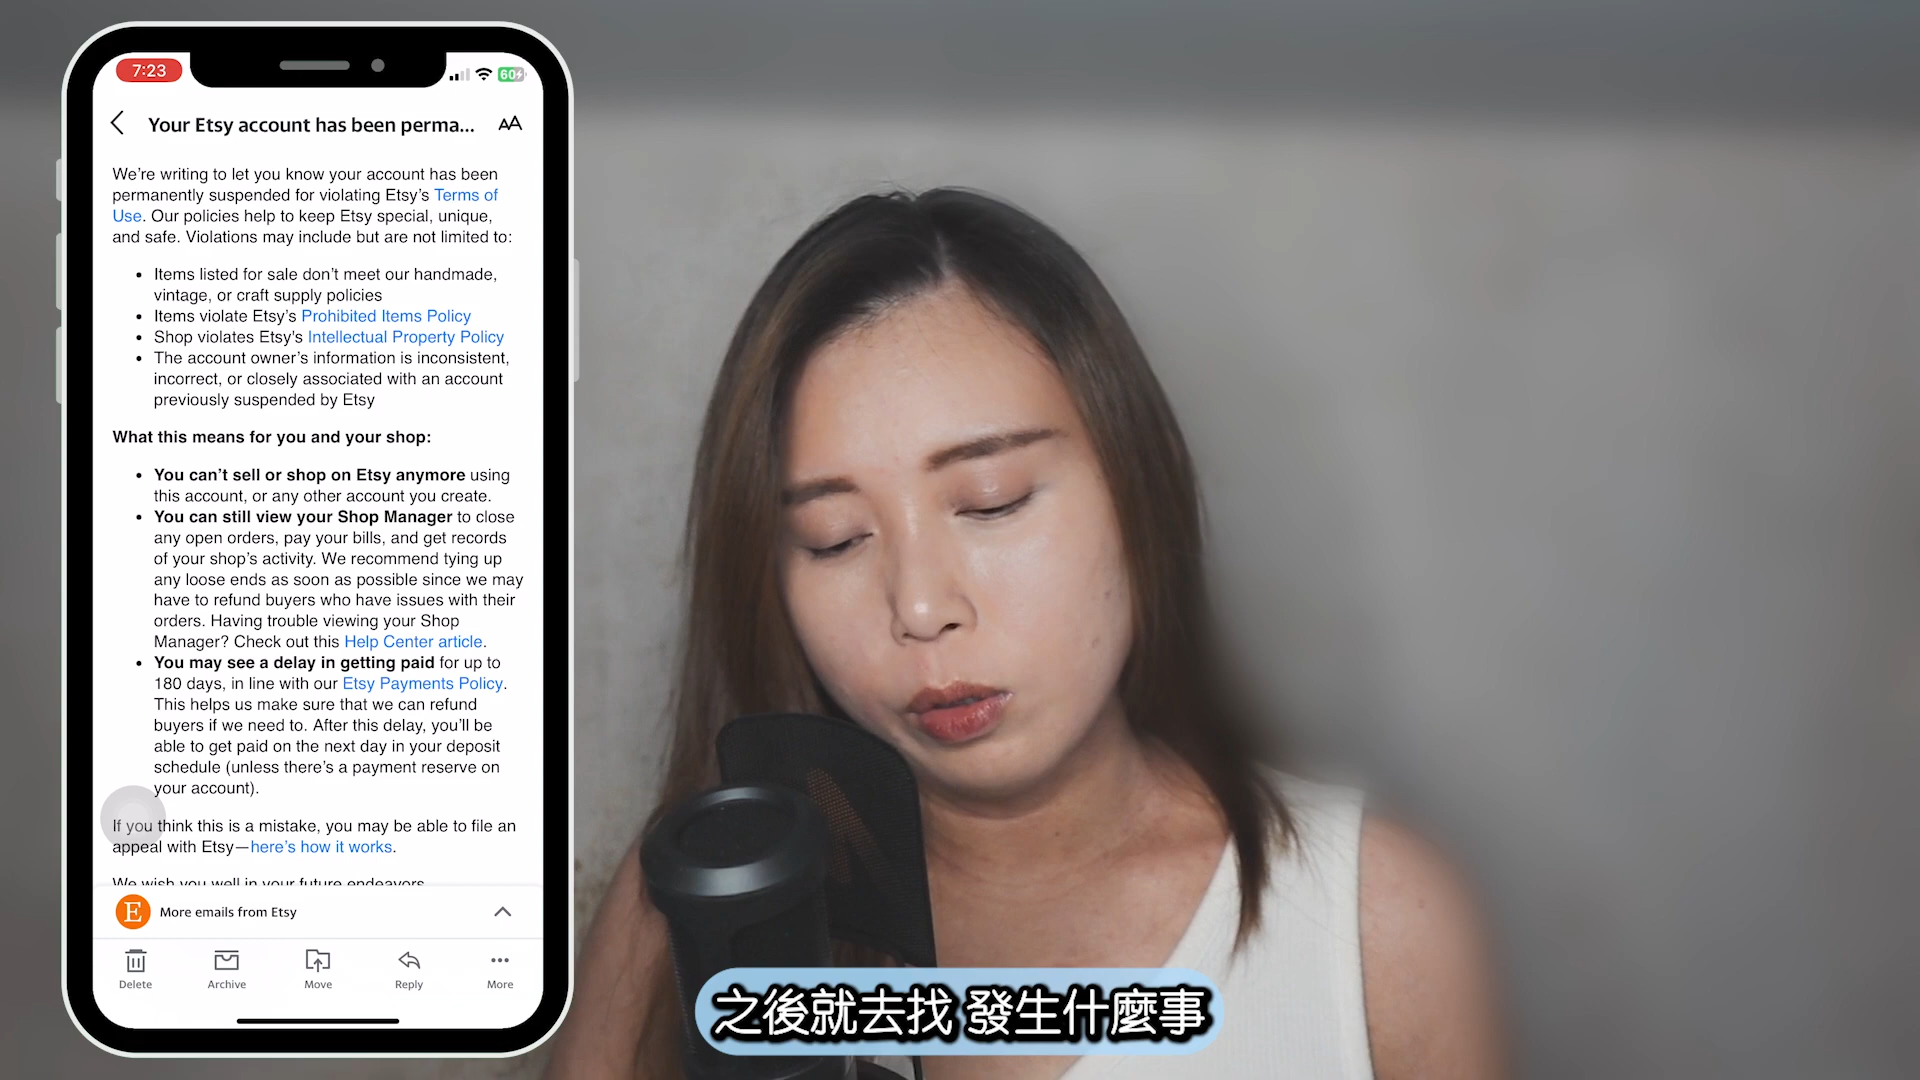 7:23
60
Your Etsy account has been perma...
AA
We're writing to let you know your account has been
permanently suspended for violating Etsy's Terms of
Use. Our policies help to keep Etsy special, unique,
and safe. Violations may include but are not limited to:
• Items listed for sale don't meet our handmade,
vintage, or craft supply policies
• Items violate Etsy's Prohibited Items Policy
• Shop violates Etsy's Intellectual Property Policy
• The account owner's information is inconsistent,
incorrect, or closely associated with an account
previously suspended by Etsy
What this means for you and your shop:
• You can't sell or shop on Etsy anymore using
this account, or any other account you create.
• You can still view your Shop Manager to close
any open orders, pay your bills, and get records
of your shop's activity. We recommend tying up
any loose ends as soon as possible since we may
have to refund buyers who have issues with their
orders. Having trouble viewing your Shop
Manager? Check out this Help Center article.
• You may see a delay in getting paid for up to
180 days, in line with our Etsy Payments Policy.
This helps us make sure that we can refund
buyers if we need to. After this delay, you'll be
able to get paid on the next day in your deposit
schedule (unless there's a payment reserve on
your account).
If you think this is a mistake, you may be able to file an
appeal with Etsy—here's how it works.
We wish you well in your future endeavors
E More emails from Etsy
Delete Archive Move Reply More
之後就去找 發生什麼事